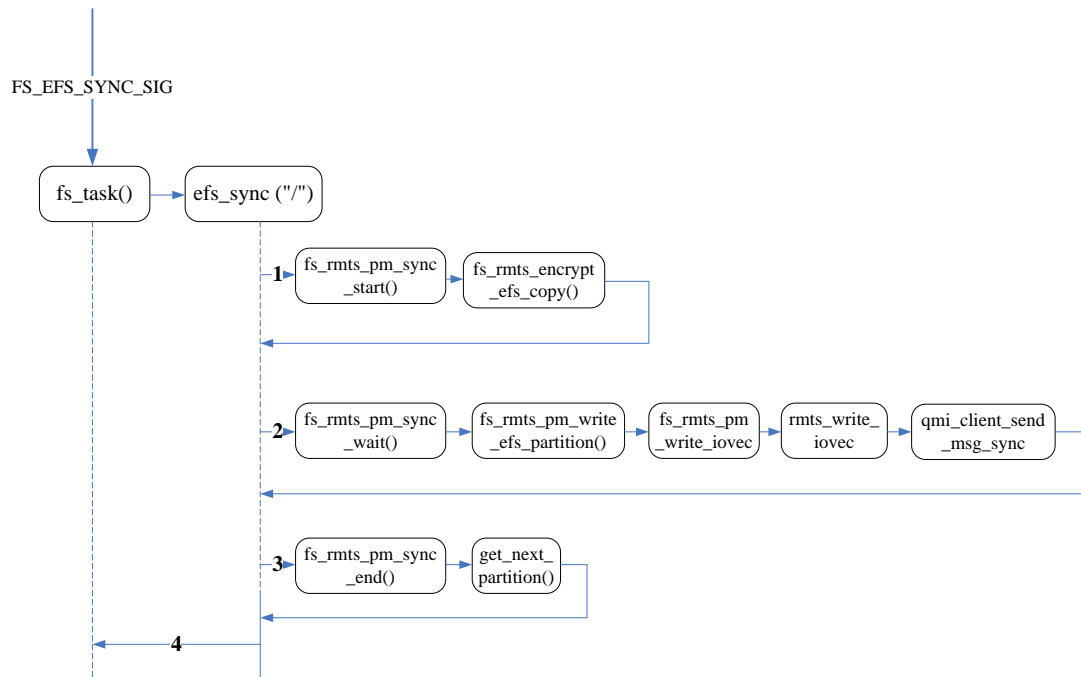 FS_EFS_SYNC_SIG
fs_task()
efs_sync ("/")
1
fs_rmts_pm_sync
_start()
fs_rmts_encrypt
_efs_copy()
2
fs_rmts_pm_sync
_wait()
fs_rmts_pm_write
_efs_partition()
fs_rmts_pm
_write_iovec
rmts_write_
iovec
qmi_client_send
_msg_sync
3
fs_rmts_pm_sync
_end()
get_next_
partition()
4